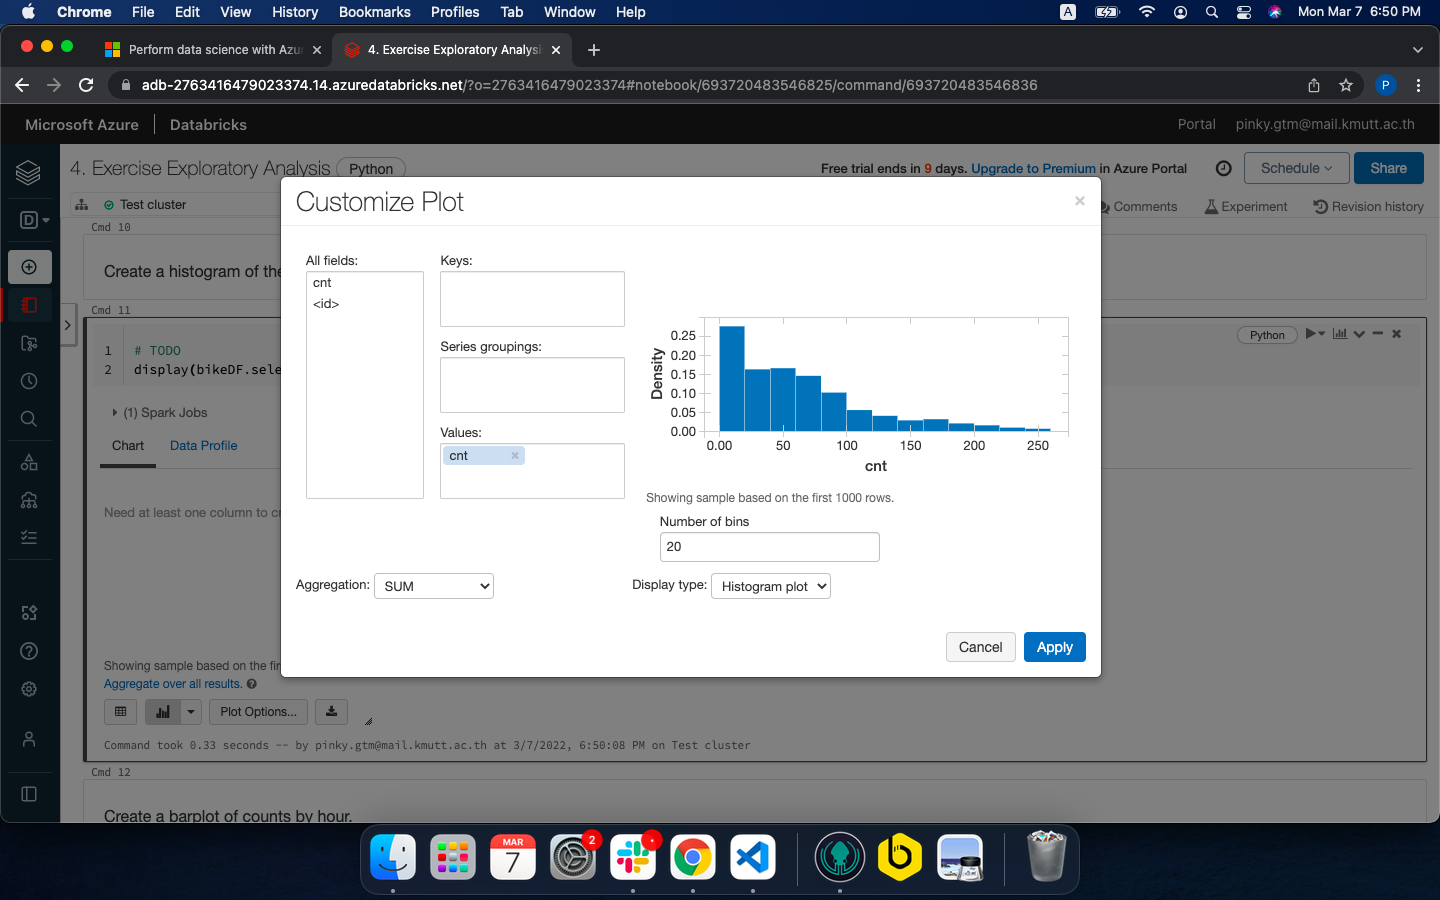 Chrome File Edit View History Bookmarks Profiles Tab Window Help A Mon Mar 7 6:50 PM
Perform data science with Azu
4. Exercise Exploratory Analysi
adb-2763416479023374.14.azuredatabricks.net/?o=2763416479023374#notebook/693720483546825/command/693720483546836
P
Microsoft Azure Databricks Portal pinky.gtm@mail.kmutt.ac.th
4. Exercise Exploratory Analysis Python Free trial ends in 9 days. Upgrade to Premium in Azure Portal Schedule Share
D Test cluster Comments Experiment Revision history
Cmd 10
Create a histogram of the
Cmd 11
Python
1 # TODO
2 display(bikeDF.sele
(1) Spark Jobs
Chart Data Profile
Need at least one column to cr
Showing sample based on the fir
Aggregate over all results.
Plot Options...
Command took 0.33 seconds -- by pinky.gtm@mail.kmutt.ac.th at 3/7/2022, 6:50:08 PM on Test cluster
Cmd 12
Create a barplot of counts by hour.
Customize Plot
All fields:
cnt
<id>
Keys:
Series groupings:
Values:
cnt
Density
0.25
0.20
0.15
0.10
0.05
0.00
0.00 50 100 150 200 250
cnt
Showing sample based on the first 1000 rows.
Number of bins
20
Aggregation: SUM
Display type: Histogram plot
Cancel Apply
MAR
7
2